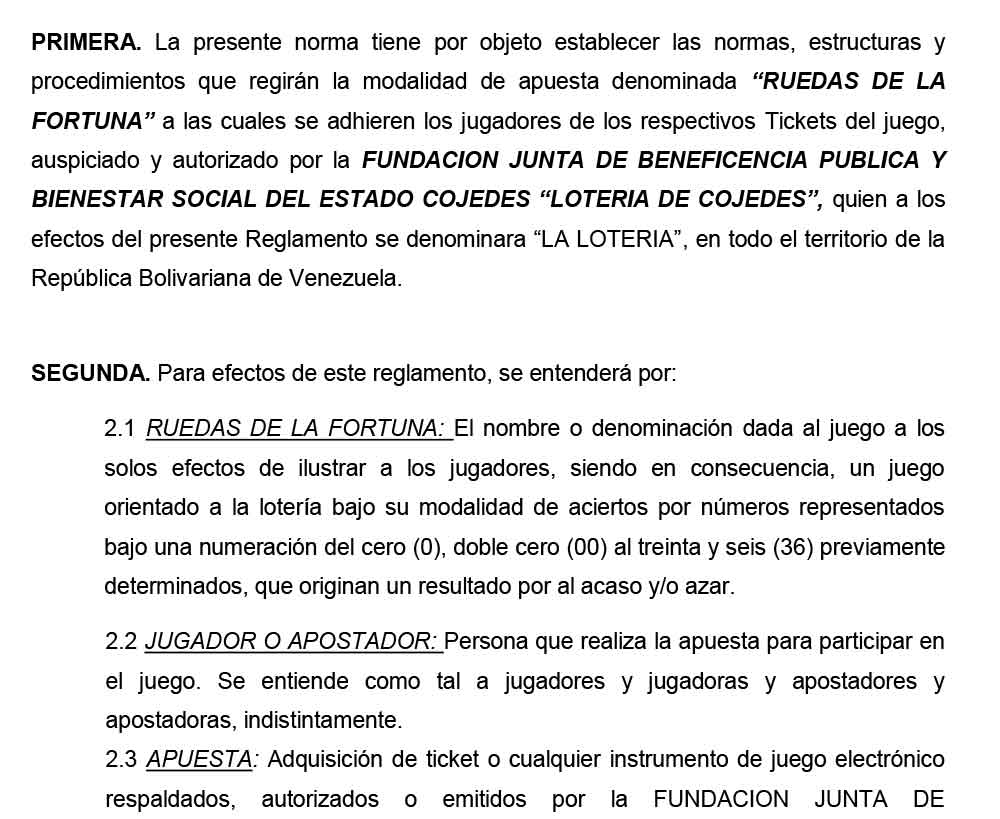 PRIMERA. La presente norma tiene por objeto establecer las normas, estructuras y
procedimientos que regirán la modalidad de apuesta denominada “RUEDAS DE LA
FORTUNA” a las cuales se adhieren los jugadores de los respectivos Tickets del juego,
auspiciado y autorizado por la FUNDACION JUNTA DE BENEFICENCIA PUBLICA Y
BIENESTAR SOCIAL DEL ESTADO COJEDES “LOTERIA DE COJEDES”, quien a los
efectos del presente Reglamento se denominara “LA LOTERIA”, en todo el territorio de la
República Bolivariana de Venezuela.
SEGUNDA. Para efectos de este reglamento, se entenderá por:
2.1 RUEDAS DE LA FORTUNA: El nombre o denominación dada al juego a los
solos efectos de ilustrar a los jugadores, siendo en consecuencia, un juego
orientado a la lotería bajo su modalidad de aciertos por números representados
bajo una numeración del cero (0), doble cero (00) al treinta y seis (36) previamente
determinados, que originan un resultado por al acaso y/o azar.
2.2 JUGADOR O APOSTADOR: Persona que realiza la apuesta para participar en
el juego. Se entiende como tal a jugadores y jugadoras y apostadores y
apostadoras, indistintamente.
2.3 APUESTA: Adquisición de ticket o cualquier instrumento de juego electrónico
respaldados, autorizados o emitidos por la FUNDACION JUNTA DE